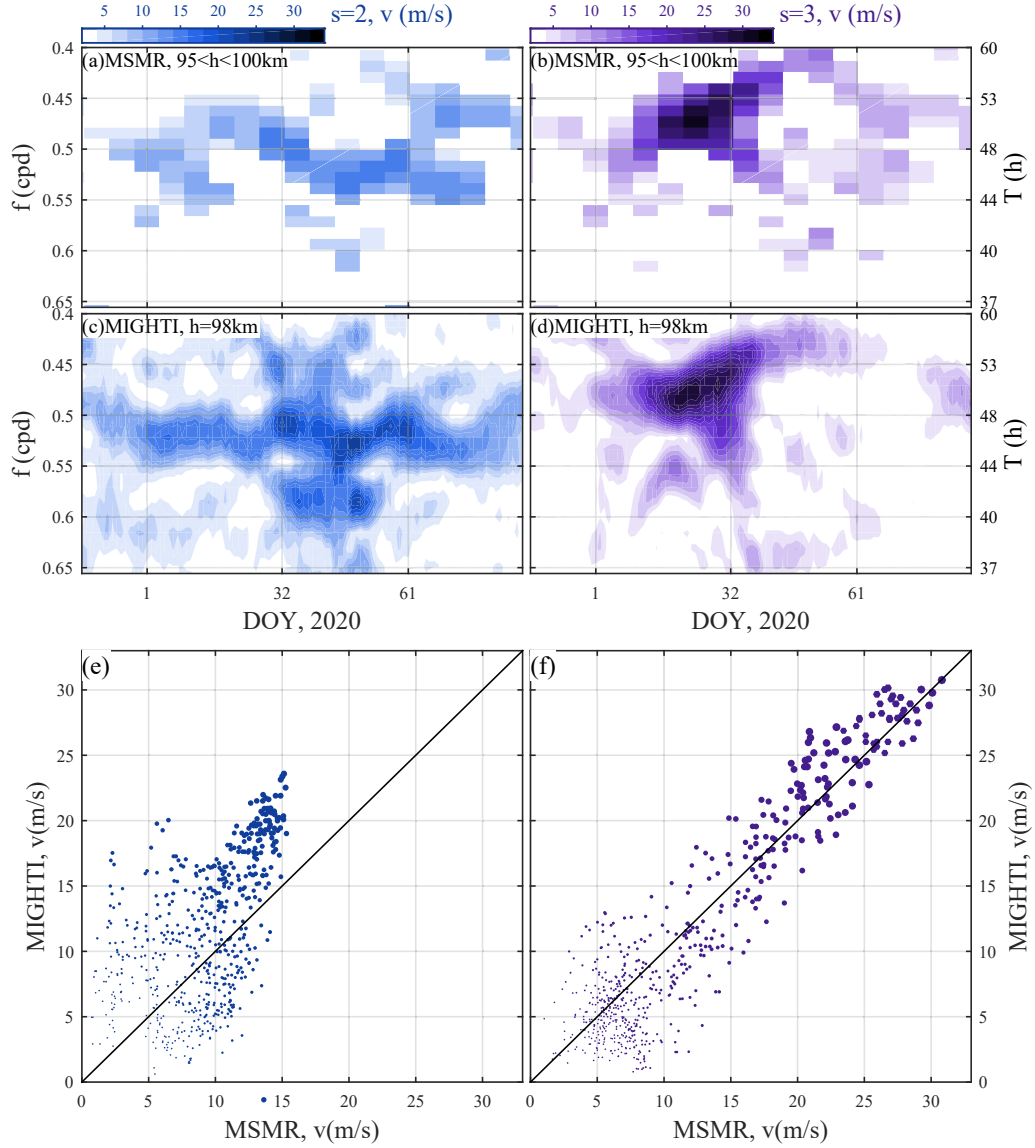 5 10 15 20 25 30 s=2, v (m/s)
5 10 15 20 25 30 s=3, v (m/s)
(a)MSMR, 95<h<100km
(b)MSMR, 95<h<100km
0.4
0.45
0.5
0.55
0.6
0.65
f (cpd)
60
53
48
44
40
37
T (h)
(c)MIGHTI, h=98km
(d)MIGHTI, h=98km
0.4
0.45
0.5
0.55
0.6
0.65
f (cpd)
60
53
48
44
40
37
T (h)
1 32 61
1 32 61
DOY, 2020
DOY, 2020
(e)
(f)
30
25
20
15
10
5
0
MIGHTI, v(m/s)
30
25
20
15
10
5
0
MIGHTI, v(m/s)
0 5 10 15 20 25 30
0 5 10 15 20 25 30
MSMR, v(m/s)
MSMR, v(m/s)